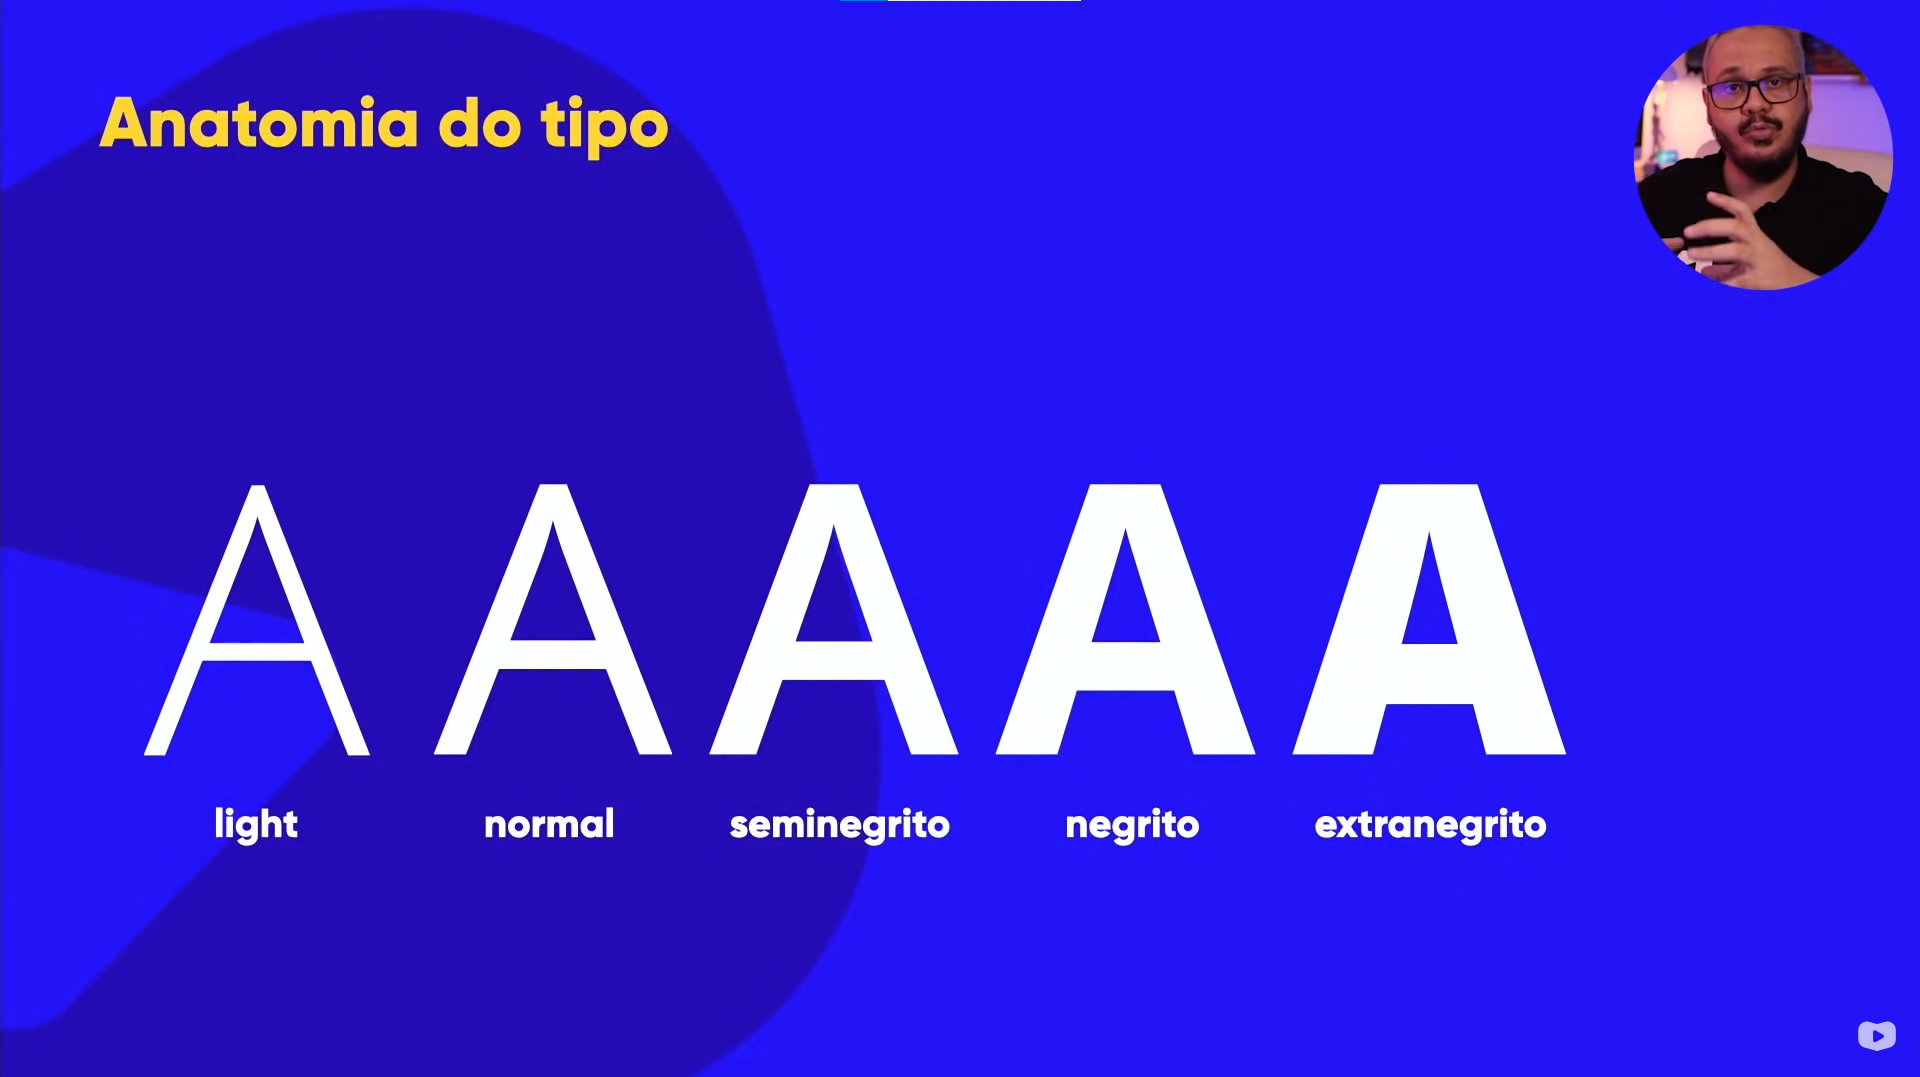 Anatomia do tipo
A A A A A
light normal seminegrito negrito extranegrito